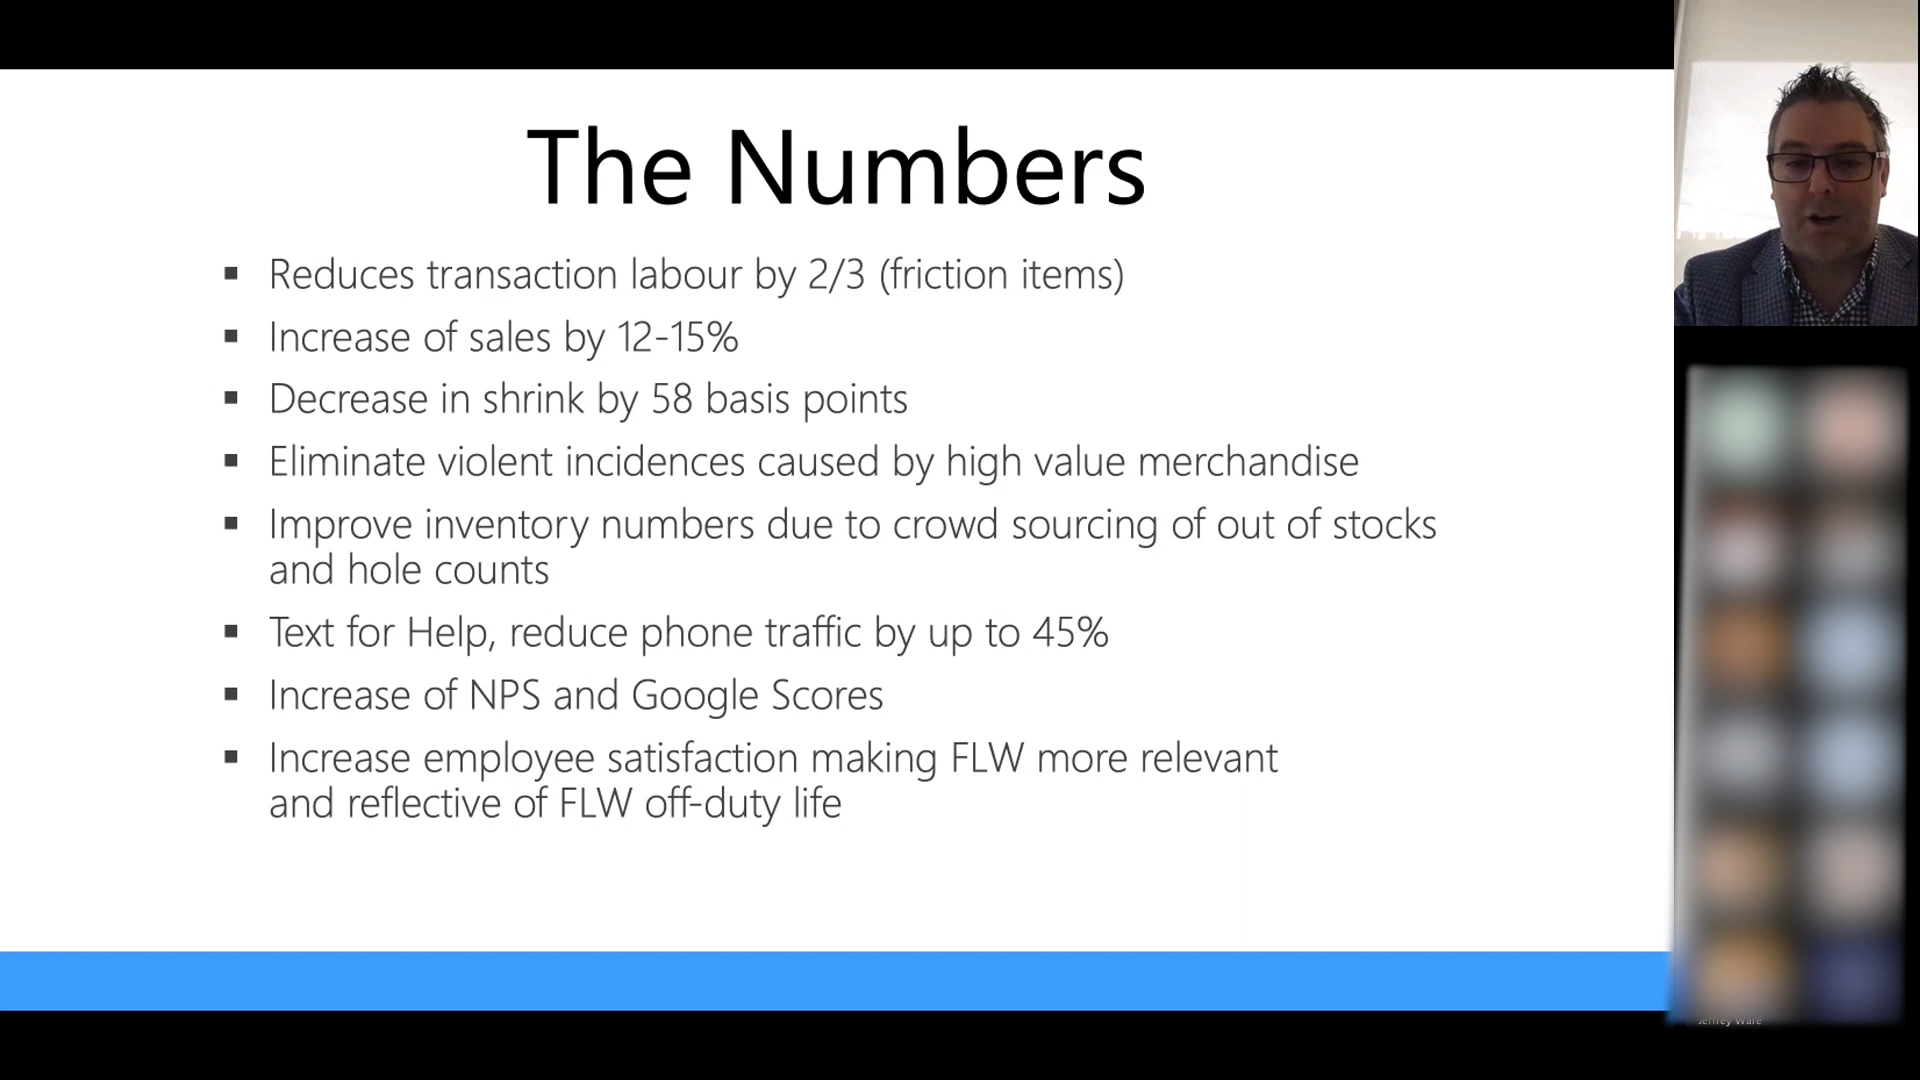 The Numbers
Reduces transaction labour by 2/3 (friction items)
Increase of sales by 12-15%
Decrease in shrink by 58 basis points
Eliminate violent incidences caused by high value merchandise
Improve inventory numbers due to crowd sourcing of out of stocks
and hole counts
Text for Help, reduce phone traffic by up to 45%
Increase of NPS and Google Scores
Increase employee satisfaction making FLW more relevant
and reflective of FLW off-duty life
Jeffrey Ware